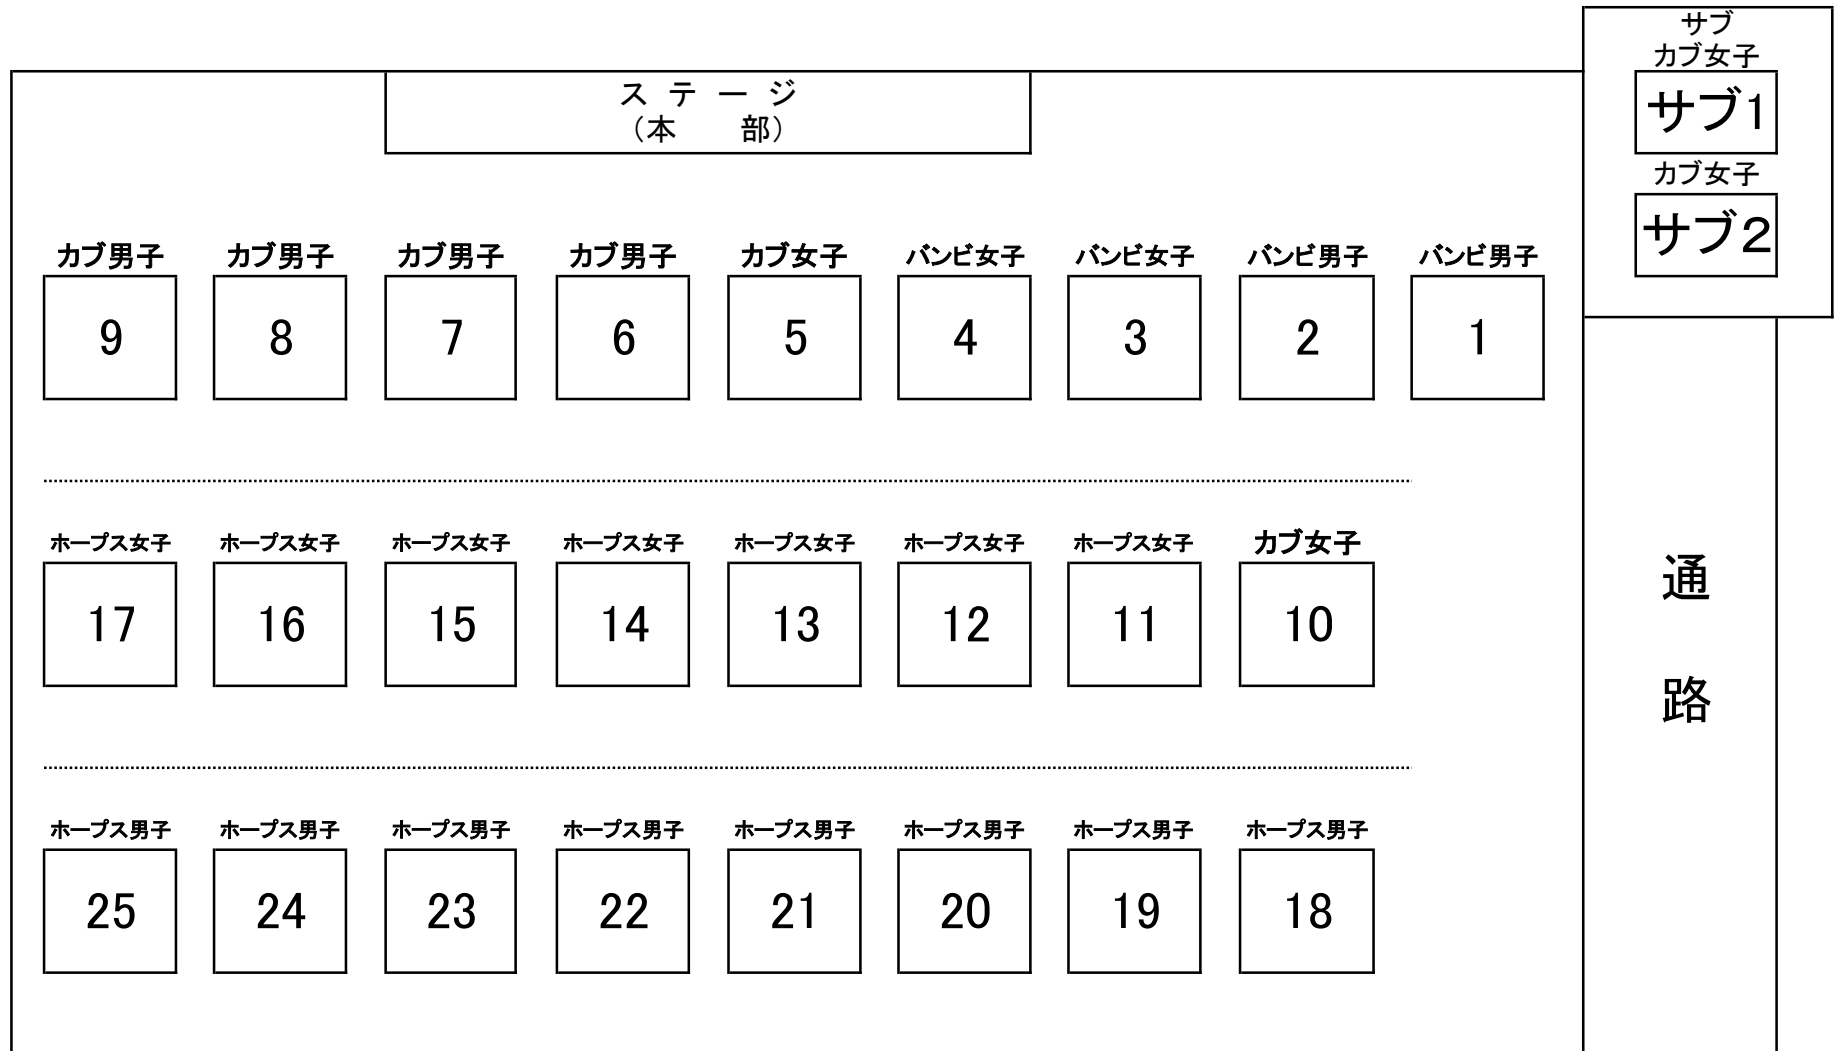 サブ
カブ女子
サブ1
カブ女子
サブ2
ステージ
(本 部)
カブ男子 カブ男子 カブ男子 カブ男子 カブ女子 バンビ女子 バンビ女子 バンビ男子 バンビ男子
9 8 7 6 5 4 3 2 1
ホープス女子 ホープス女子 ホープス女子 ホープス女子 ホープス女子 ホープス女子 ホープス女子 カブ女子
17 16 15 14 13 12 11 10
ホープス男子 ホープス男子 ホープス男子 ホープス男子 ホープス男子 ホープス男子 ホープス男子 ホープス男子
25 24 23 22 21 20 19 18
通路